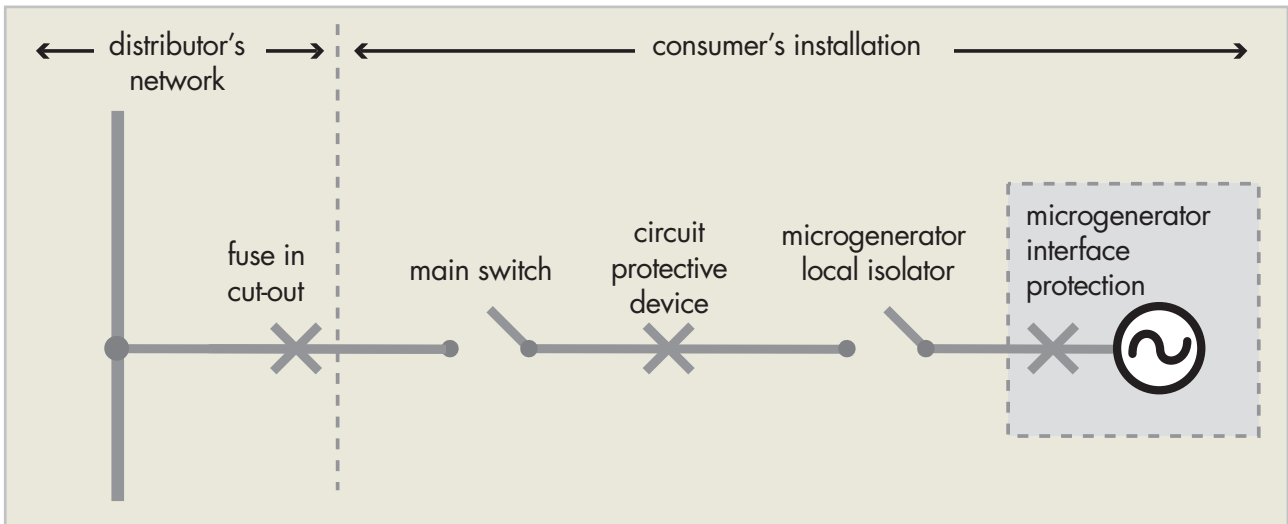 distributor's
network
consumer's installation
fuse in
cut-out
main switch
circuit
protective
device
microgenerator
local isolator
microgenerator
interface
protection